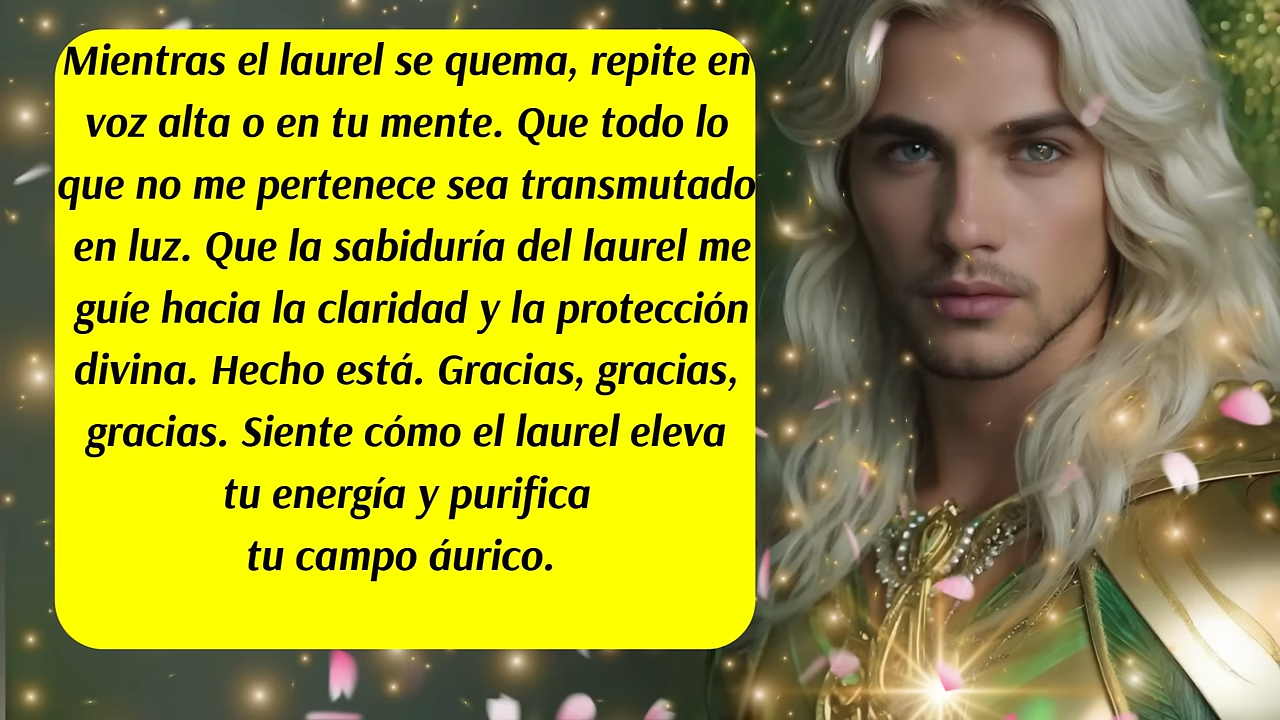 Mientras el laurel se quema, repite en
voz alta o en tu mente. Que todo lo
que no me pertenece sea transmutado
en luz. Que la sabiduría del laurel me
guíe hacia la claridad y la protección
divina. Hecho está. Gracias, gracias,
gracias. Siente cómo el laurel eleva
tu energía y purifica
tu campo áurico.